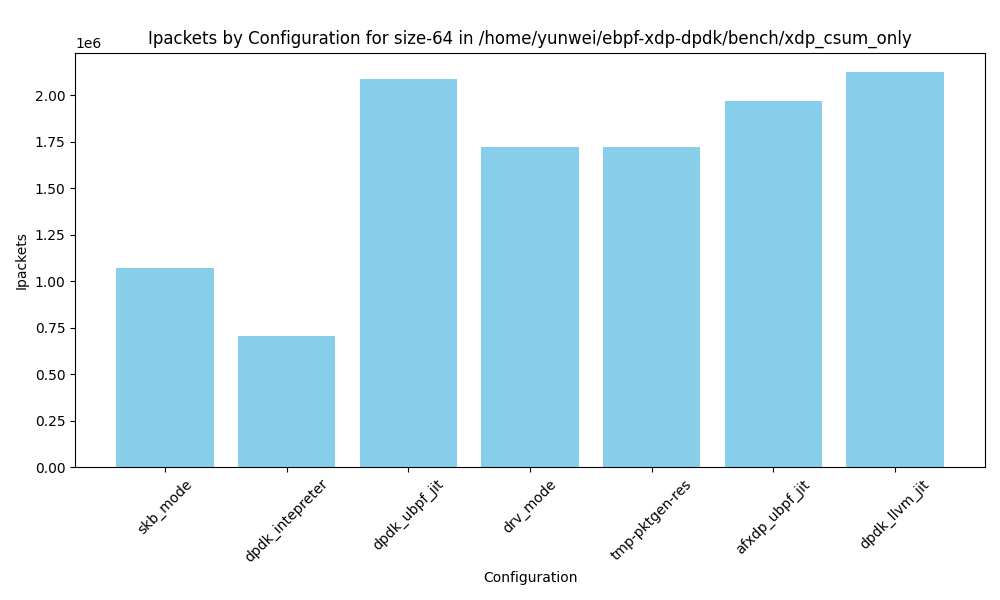 Ipackets by Configuration for size-64 in /home/yunwei/ebpf-xdp-dpdk/bench/xdp_csum_only
1e6
2.00
1.75
1.50
1.25
1.00
0.75
0.50
0.25
0.00
Ipackets
skb_mode
dpdk_intepreter
dpdk_ubpf_jit
drv_mode
tmp-pktgen-res
afxdp_ubpf_jit
dpdk_llvm_jit
Configuration